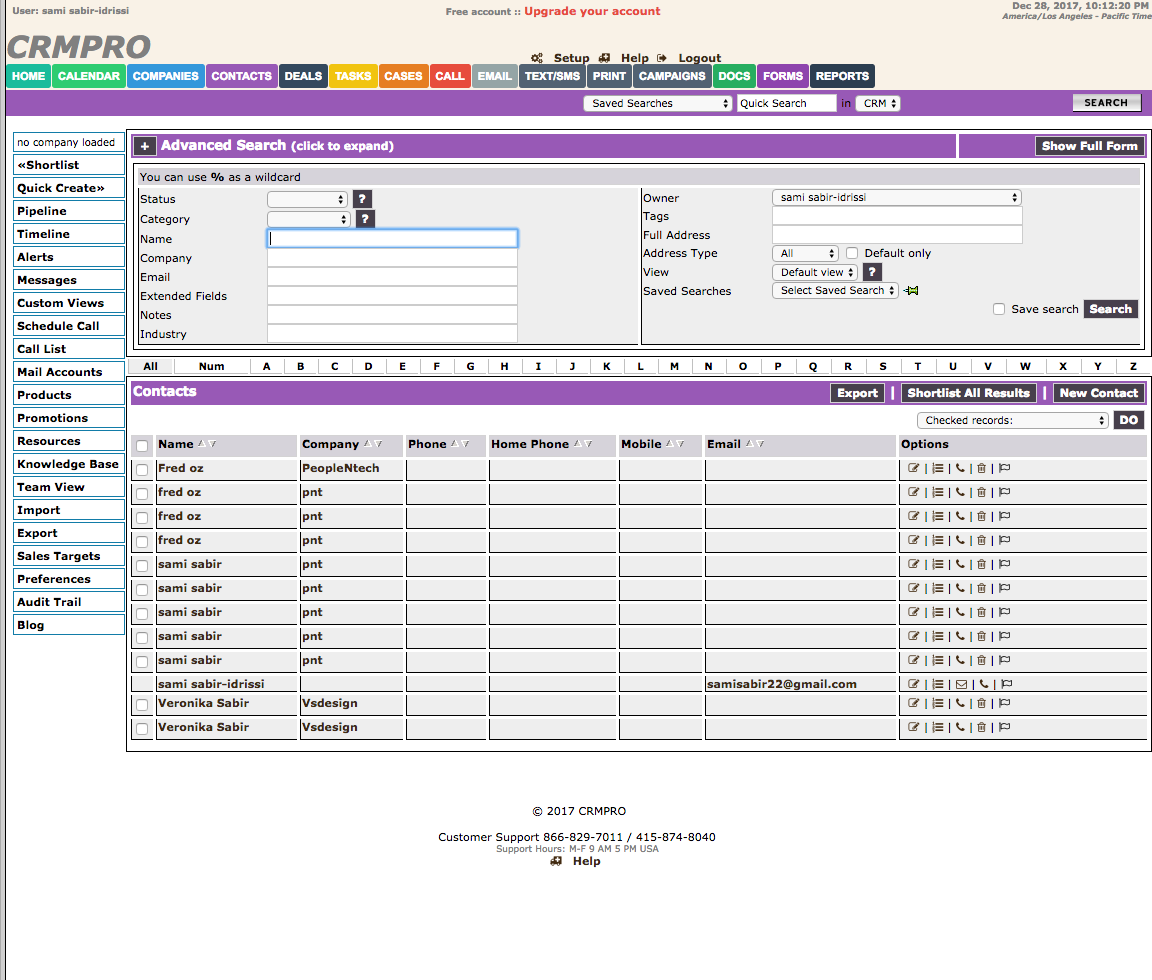 User: sami sabir-idrissi
Free account :: Upgrade your account
Dec 28, 2017, 10:12:20 PM
America/Los Angeles - Pacific Time
CRMPRO
Setup Help Logout
HOME CALENDAR COMPANIES CONTACTS DEALS TASKS CASES CALL EMAIL TEXT/SMS PRINT CAMPAIGNS DOCS FORMS REPORTS
Saved Searches Quick Search in CRM SEARCH
no company loaded
«Shortlist
Quick Create»
Pipeline
Timeline
Alerts
Messages
Custom Views
Schedule Call
Call List
Mail Accounts
Products
Promotions
Resources
Knowledge Base
Team View
Import
Export
Sales Targets
Preferences
Audit Trail
Blog
+ Advanced Search (click to expand) Show Full Form
You can use % as a wildcard
Status ?
Category ?
Name
Company
Email
Extended Fields
Notes
Industry
Owner sami sabir-idrissi
Tags
Full Address
Address Type All Default only
View Default view ?
Saved Searches Select Saved Search
Save search Search
All Num A B C D E F G H I J K L M N O P Q R S T U V W X Y Z
Contacts Export | Shortlist All Results | New Contact
Checked records: DO
Name Company Phone Home Phone Mobile Email Options
Fred oz PeopleNtech
fred oz pnt
fred oz pnt
fred oz pnt
sami sabir pnt
sami sabir pnt
sami sabir pnt
sami sabir pnt
sami sabir pnt
sami sabir-idrissi samisabir22@gmail.com
Veronika Sabir Vsdesign
Veronika Sabir Vsdesign
© 2017 CRMPRO
Customer Support 866-829-7011 / 415-874-8040
Support Hours: M-F 9 AM 5 PM USA
Help